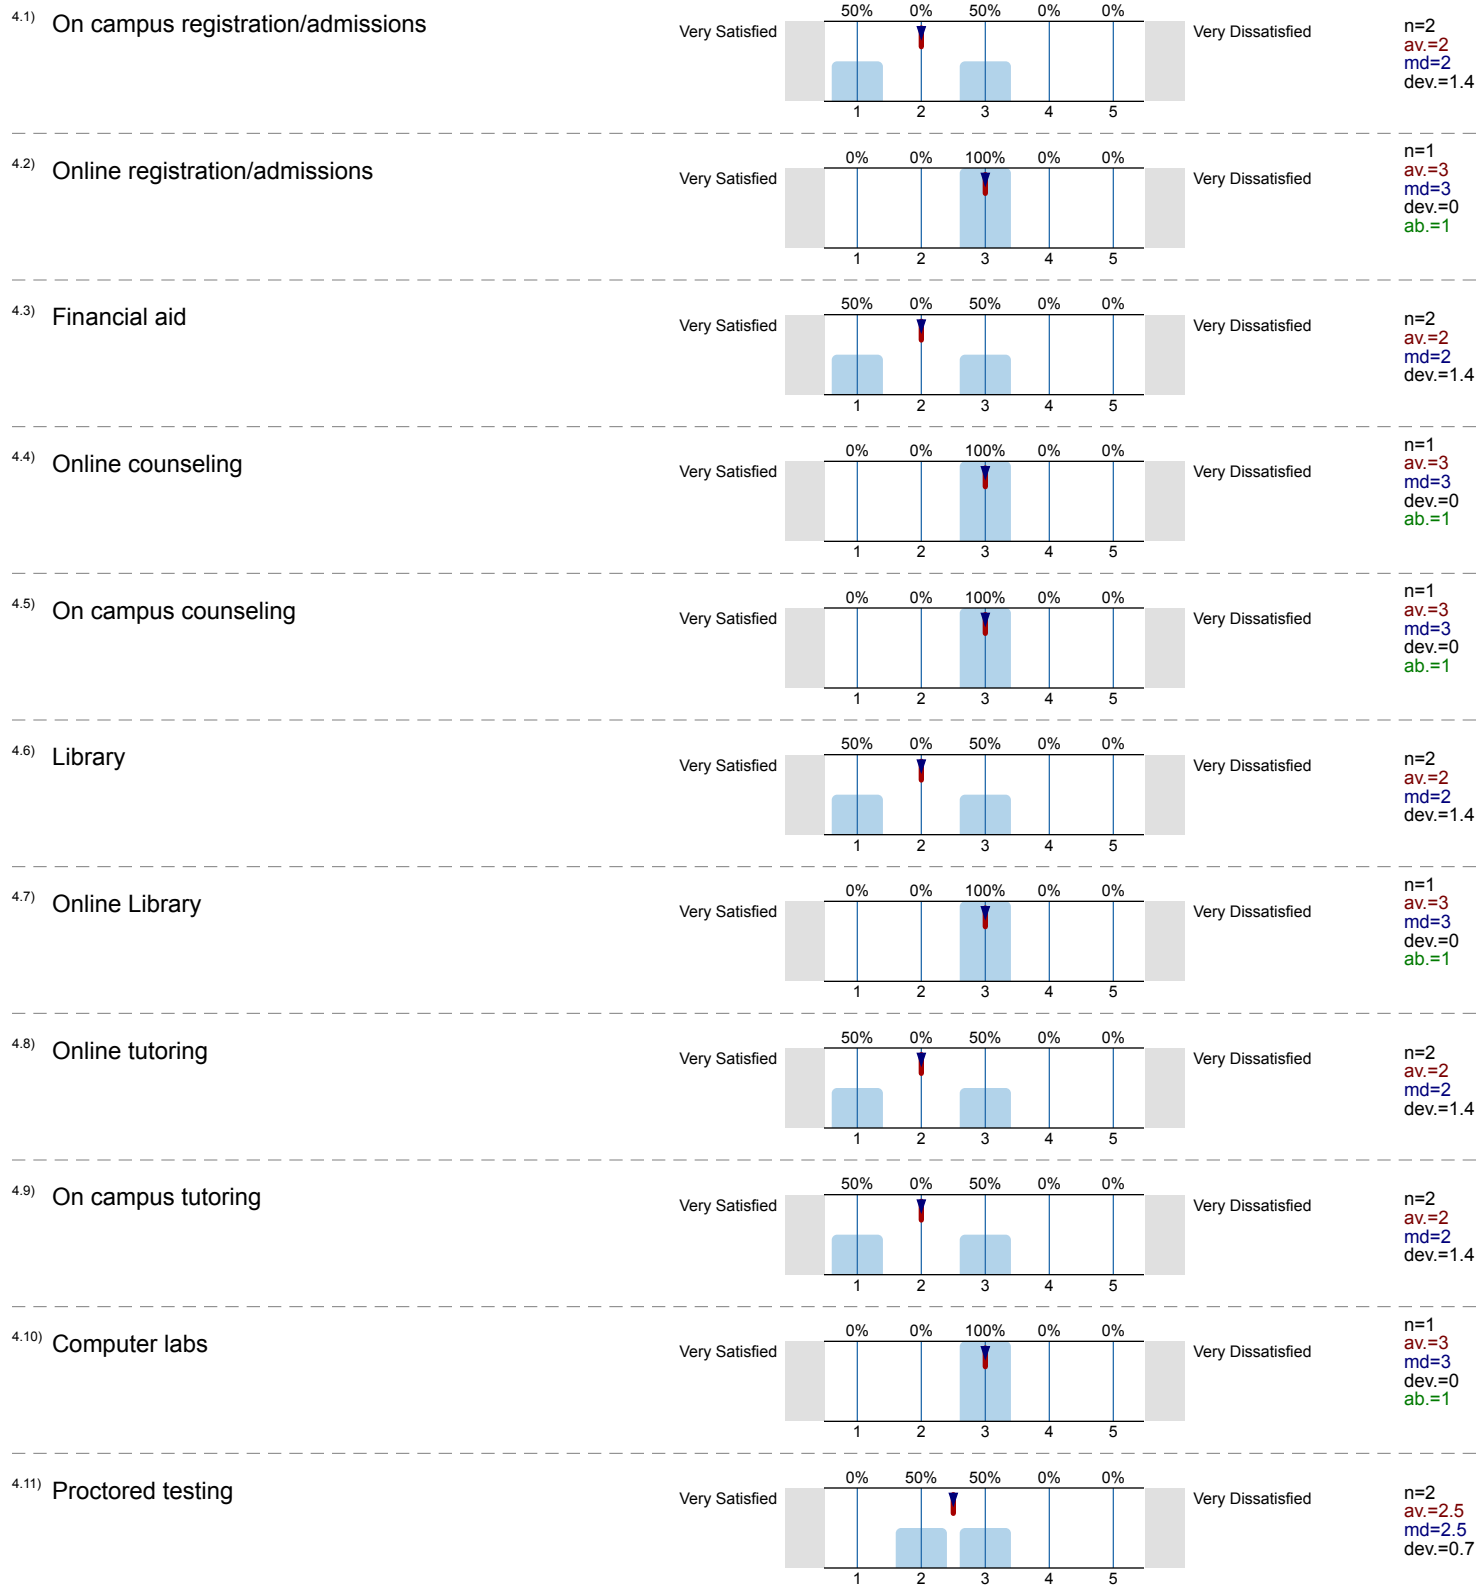 4.1) On campus registration/admissions
50% 0% 50% 0% 0%
Very Satisfied Very Dissatisfied
n=2
av.=2
md=2
dev.=1.4
1 2 3 4 5
4.2) Online registration/admissions
0% 0% 100% 0% 0%
Very Satisfied Very Dissatisfied
n=1
av.=3
md=3
dev.=0
ab.=1
1 2 3 4 5
4.3) Financial aid
50% 0% 50% 0% 0%
Very Satisfied Very Dissatisfied
n=2
av.=2
md=2
dev.=1.4
1 2 3 4 5
4.4) Online counseling
0% 0% 100% 0% 0%
Very Satisfied Very Dissatisfied
n=1
av.=3
md=3
dev.=0
ab.=1
1 2 3 4 5
4.5) On campus counseling
0% 0% 100% 0% 0%
Very Satisfied Very Dissatisfied
n=1
av.=3
md=3
dev.=0
ab.=1
1 2 3 4 5
4.6) Library
50% 0% 50% 0% 0%
Very Satisfied Very Dissatisfied
n=2
av.=2
md=2
dev.=1.4
1 2 3 4 5
4.7) Online Library
0% 0% 100% 0% 0%
Very Satisfied Very Dissatisfied
n=1
av.=3
md=3
dev.=0
ab.=1
1 2 3 4 5
4.8) Online tutoring
50% 0% 50% 0% 0%
Very Satisfied Very Dissatisfied
n=2
av.=2
md=2
dev.=1.4
1 2 3 4 5
4.9) On campus tutoring
50% 0% 50% 0% 0%
Very Satisfied Very Dissatisfied
n=2
av.=2
md=2
dev.=1.4
1 2 3 4 5
4.10) Computer labs
0% 0% 100% 0% 0%
Very Satisfied Very Dissatisfied
n=1
av.=3
md=3
dev.=0
ab.=1
1 2 3 4 5
4.11) Proctored testing
0% 50% 50% 0% 0%
Very Satisfied Very Dissatisfied
n=2
av.=2.5
md=2.5
dev.=0.7
1 2 3 4 5